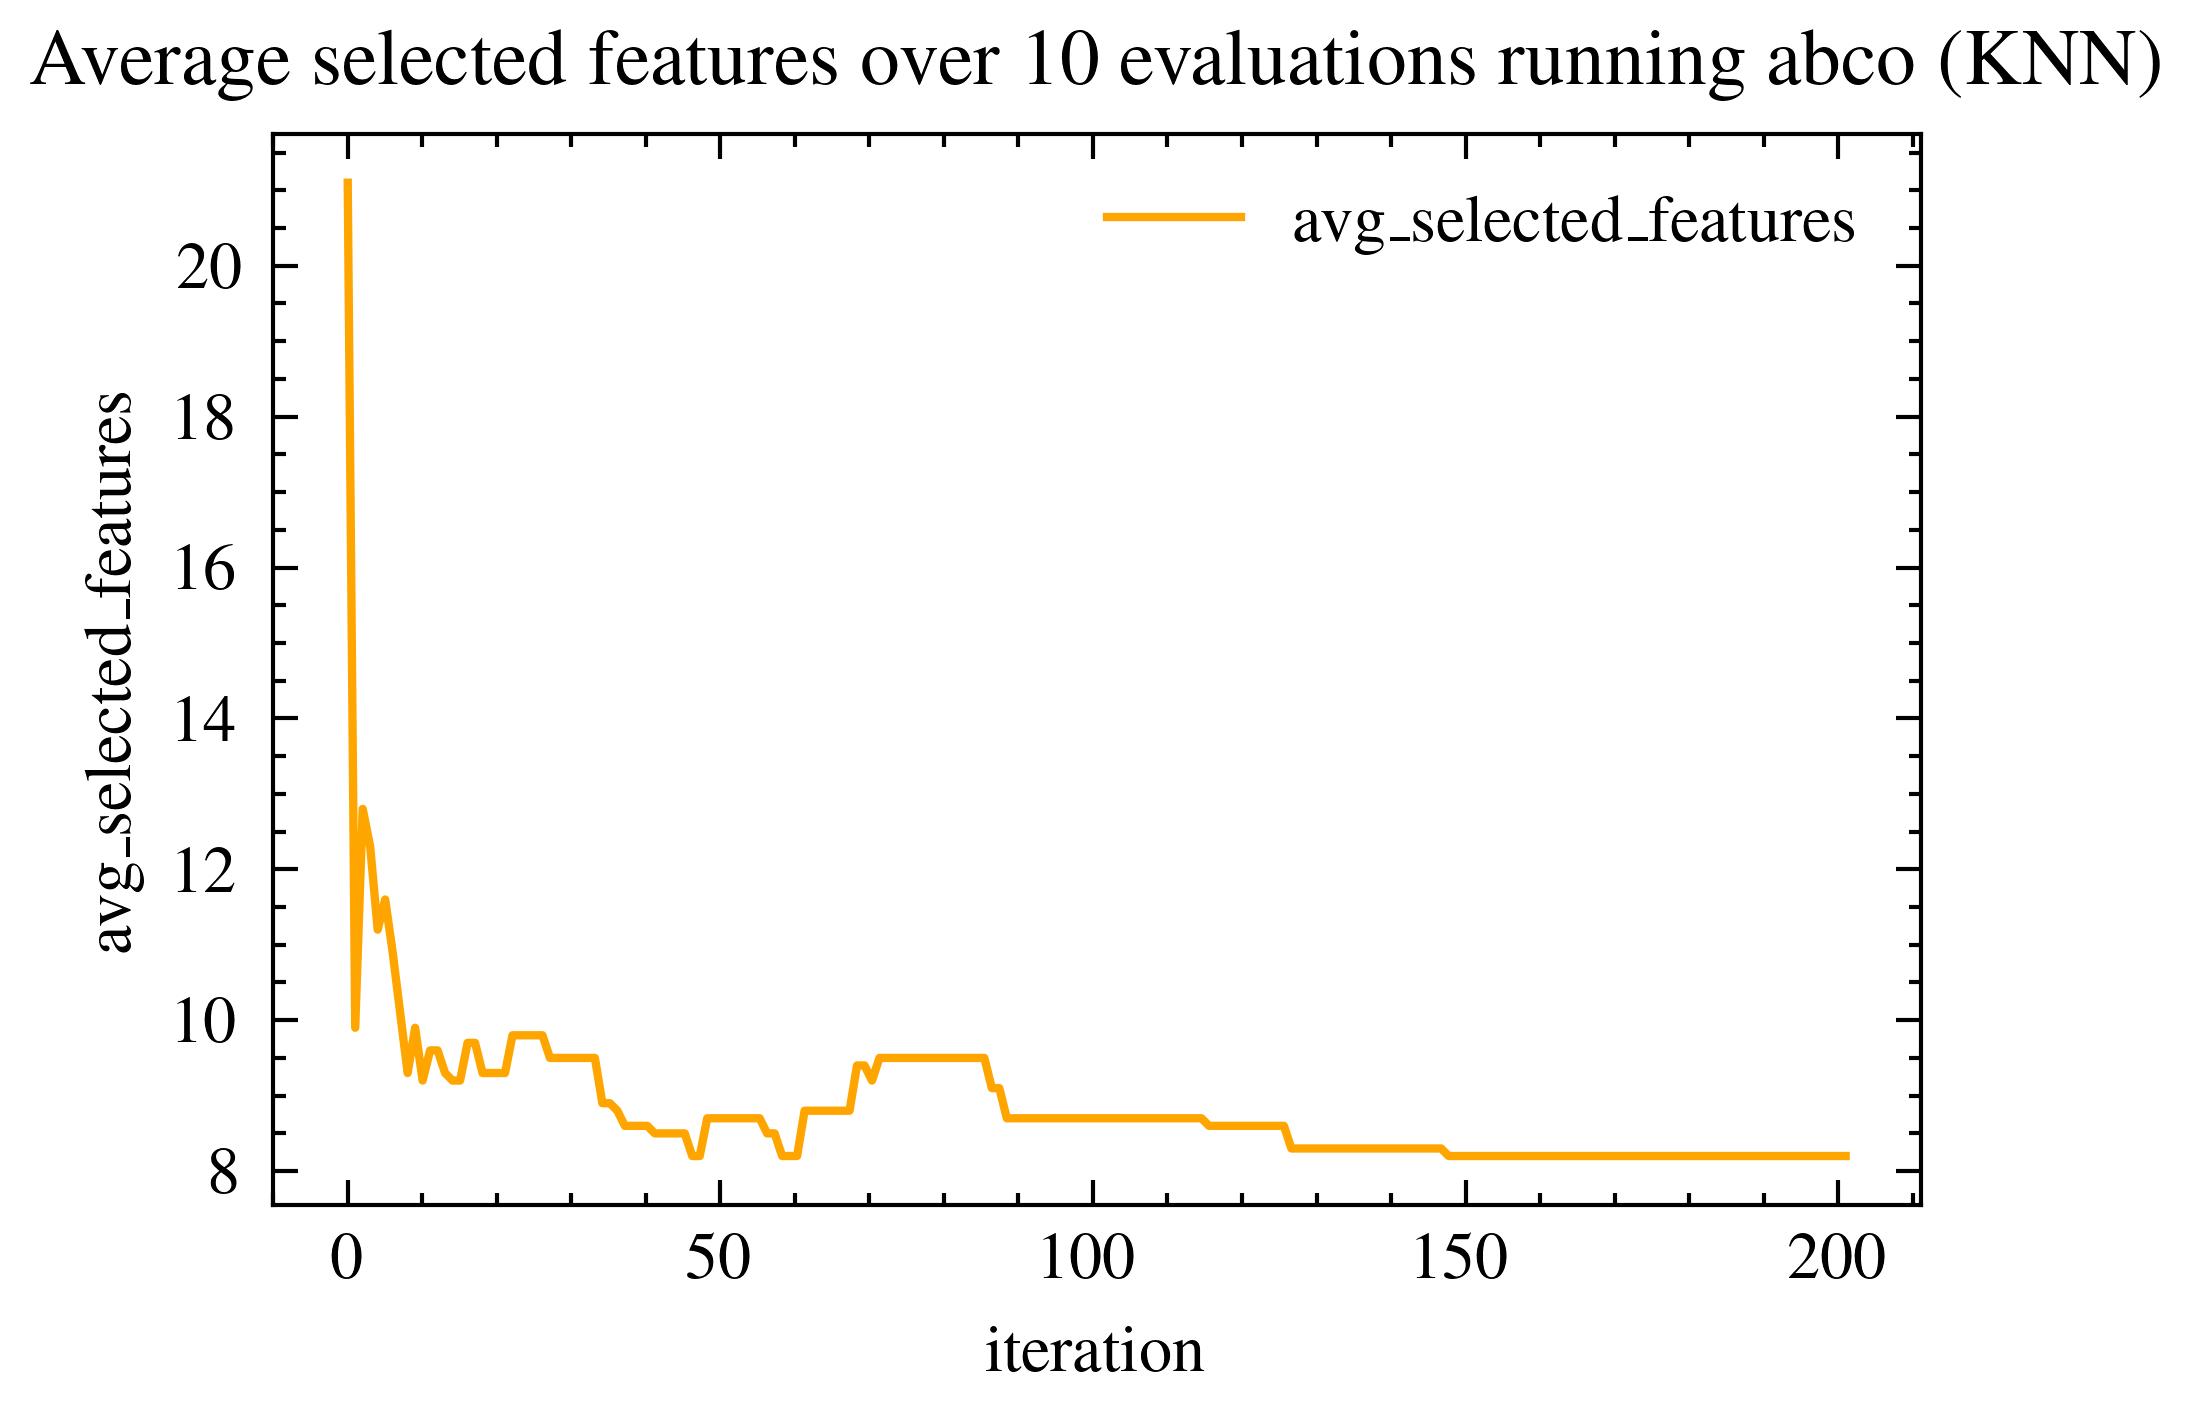 Average selected features over 10 evaluations running abco (KNN)
avg_selected_features
avg_selected_features
20
18
16
14
12
10
8
0 50 100 150 200
iteration